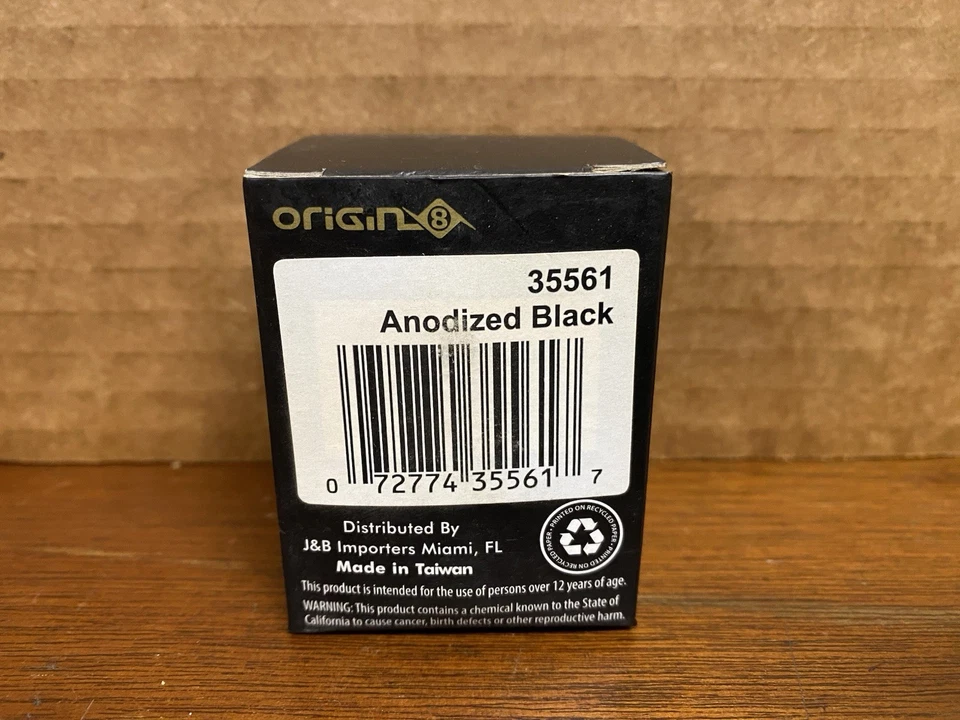 ORiGiN 8
35561
Anodized Black
0 72774 35561 7
Distributed By
J&B Importers Miami, FL
Made in Taiwan
PRINTED ON RECYCLED PAPER • PRINTED ON RECYCLED PAPER •
This product is intended for the use of persons over 12 years of age.
WARNING: This product contains a chemical known to the State of
California to cause cancer, birth defects or other reproductive harm.